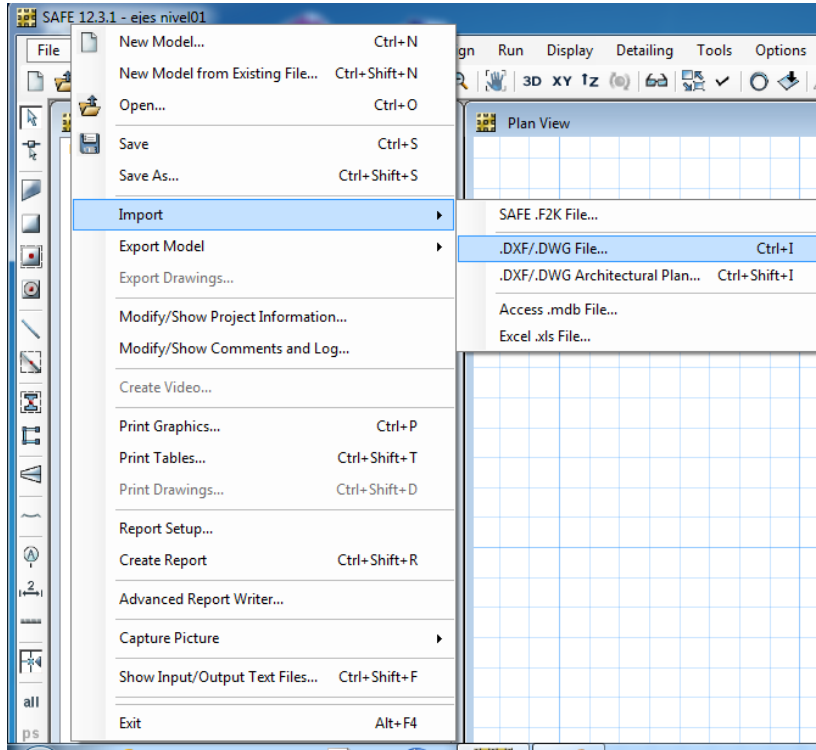 SAFE 12.3.1 - ejes nivel01
File gn Run Display Detailing Tools Options
New Model... Ctrl+N
New Model from Existing File... Ctrl+Shift+N
3D XY
Open... Ctrl+O
Plan View
Save Ctrl+S
Save As... Ctrl+Shift+S
Import
SAFE .F2K File...
Export Model
.DXF/.DWG File... Ctrl+I
Export Drawings...
.DXF/.DWG Architectural Plan... Ctrl+Shift+I
Modify/Show Project Information...
Access .mdb File...
Modify/Show Comments and Log...
Excel .xls File...
Create Video...
Print Graphics... Ctrl+P
Print Tables... Ctrl+Shift+T
Print Drawings... Ctrl+Shift+D
Report Setup...
Create Report Ctrl+Shift+R
Advanced Report Writer...
Capture Picture
Show Input/Output Text Files... Ctrl+Shift+F
Exit Alt+F4
A
2
all
ps